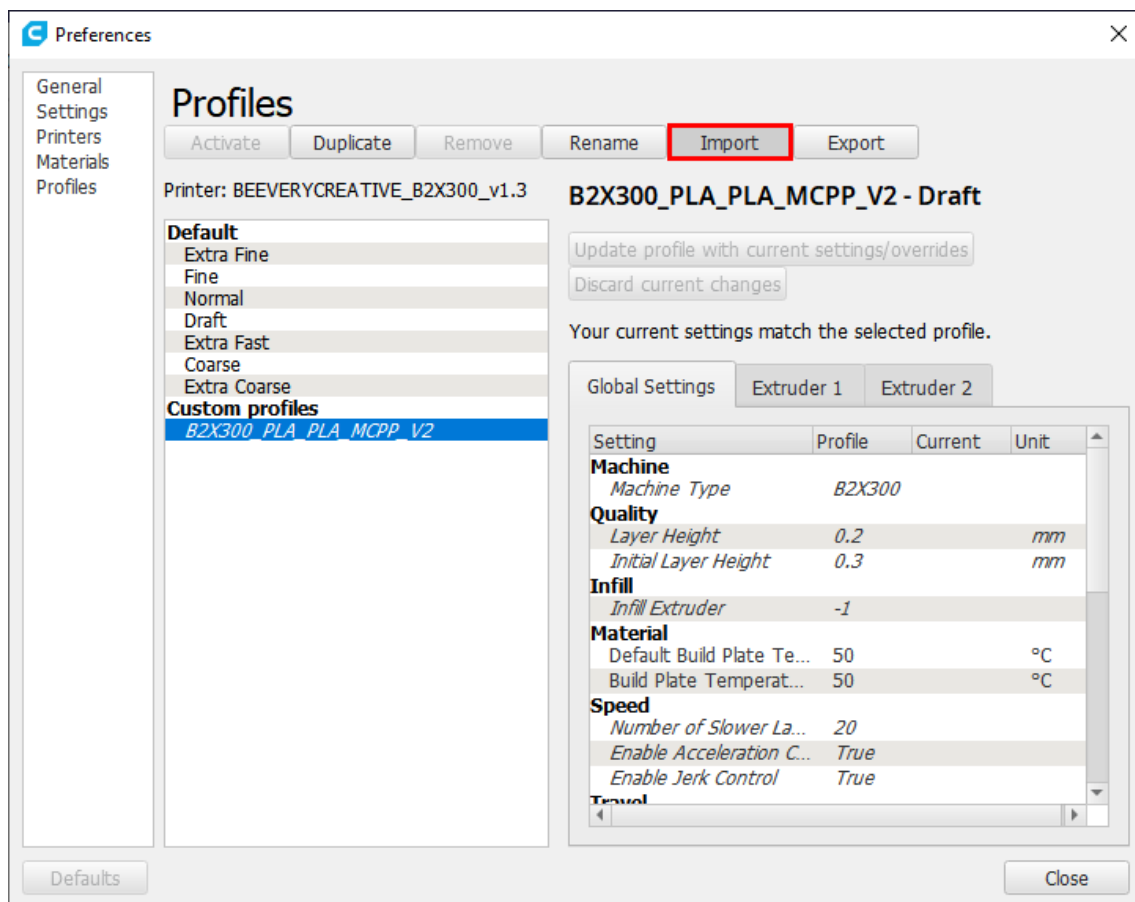 Preferences
General
Settings
Printers
Materials
Profiles
Profiles
Activate Duplicate Remove Rename Import Export
Printer: BEEVERYCREATIVE_B2X300_v1.3
Default
Extra Fine
Fine
Normal
Draft
Extra Fast
Coarse
Extra Coarse
Custom profiles
B2X300_PLA_PLA_MCPP_V2
B2X300_PLA_PLA_MCPP_V2 - Draft
Update profile with current settings/overrides
Discard current changes
Your current settings match the selected profile.
Global Settings Extruder 1 Extruder 2
Setting Profile Current Unit
Machine
Machine Type B2X300
Quality
Layer Height 0.2 mm
Initial Layer Height 0.3 mm
Infill
Infill Extruder -1
Material
Default Build Plate Te... 50 °C
Build Plate Temperat... 50 °C
Speed
Number of Slower La... 20
Enable Acceleration C... True
Enable Jerk Control True
Travel
Defaults Close